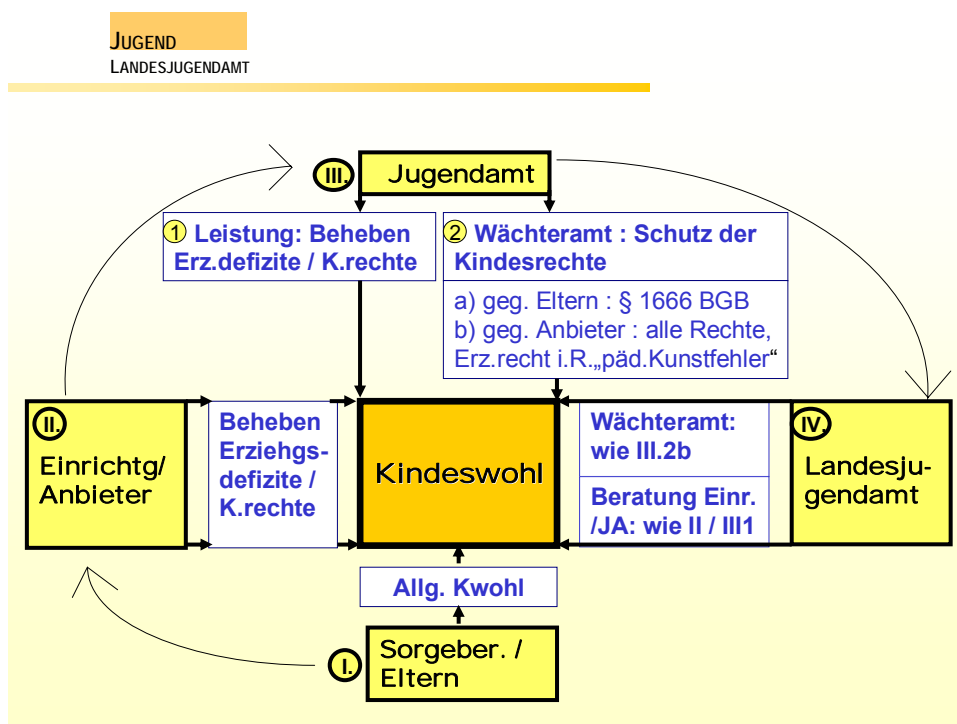 JUGEND
LANDESJUGENDAMT
III.
Jugendamt
1 Leistung: Beheben
Erz.defizite / K.rechte
2 Wächteramt : Schutz der
Kindesrechte
a) geg. Eltern : § 1666 BGB
b) geg. Anbieter : alle Rechte,
Erz.recht i.R.„päd.Kunstfehler“
II.
Einrichtg/
Anbieter
Beheben
Erziehgs-
defizite /
K.rechte
Kindeswohl
Wächteramt:
wie III.2b
Beratung Einr.
/JA: wie II / III1
IV.
Landesju-
gendamt
Allg. Kwohl
I.
Sorgeber. /
Eltern